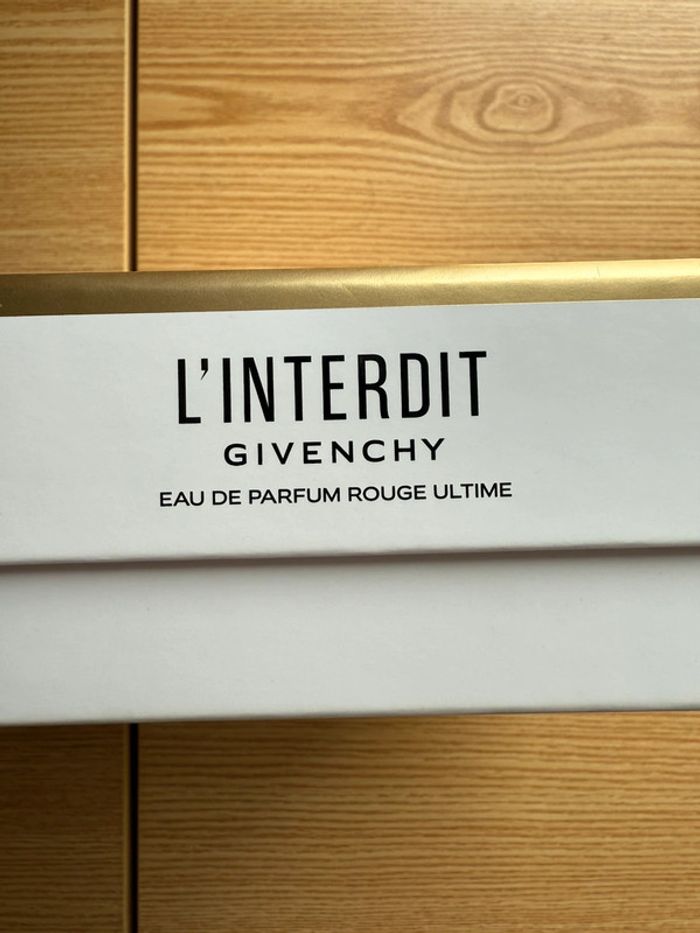 L'INTERDIT
GIVENCHY
EAU DE PARFUM ROUGE ULTIME